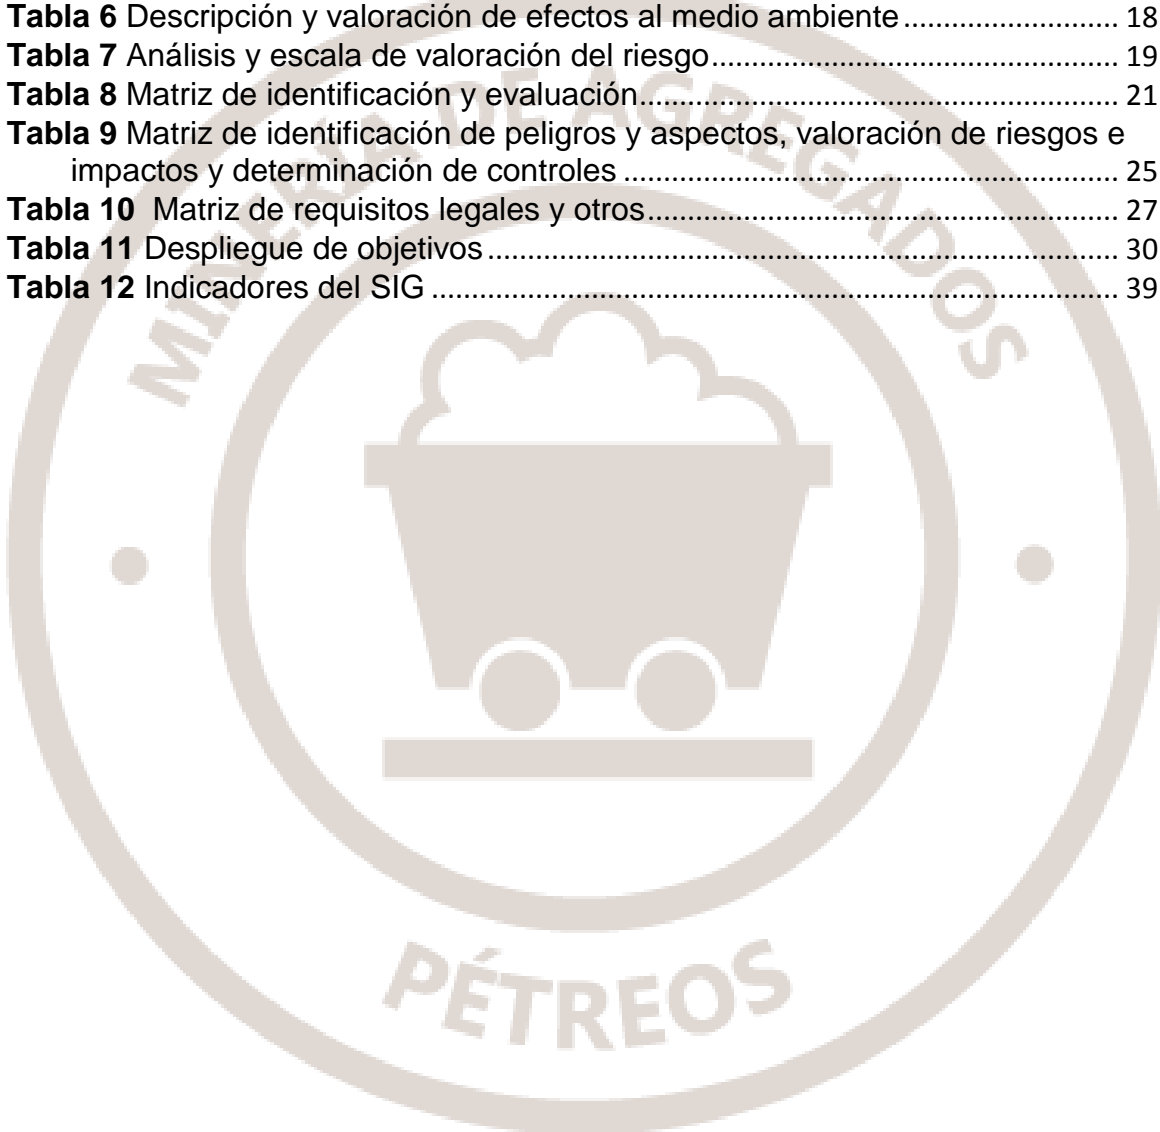 Tabla 6 Descripción y valoración de efectos al medio ambiente.......................... 18
Tabla 7 Análisis y escala de valoración del riesgo................................................. 19
Tabla 8 Matriz de identificación y evaluación.......................................................... 21
Tabla 9 Matriz de identificación de peligros y aspectos, valoración de riesgos e
impactos y determinación de controles ............................................................ 25
Tabla 10  Matriz de requisitos legales y otros......................................................... 27
Tabla 11 Despliegue de objetivos ............................................................................ 30
Tabla 12 Indicadores del SIG ................................................................................... 39
MINERÍA DE AGREGADOS
PÉTREOS